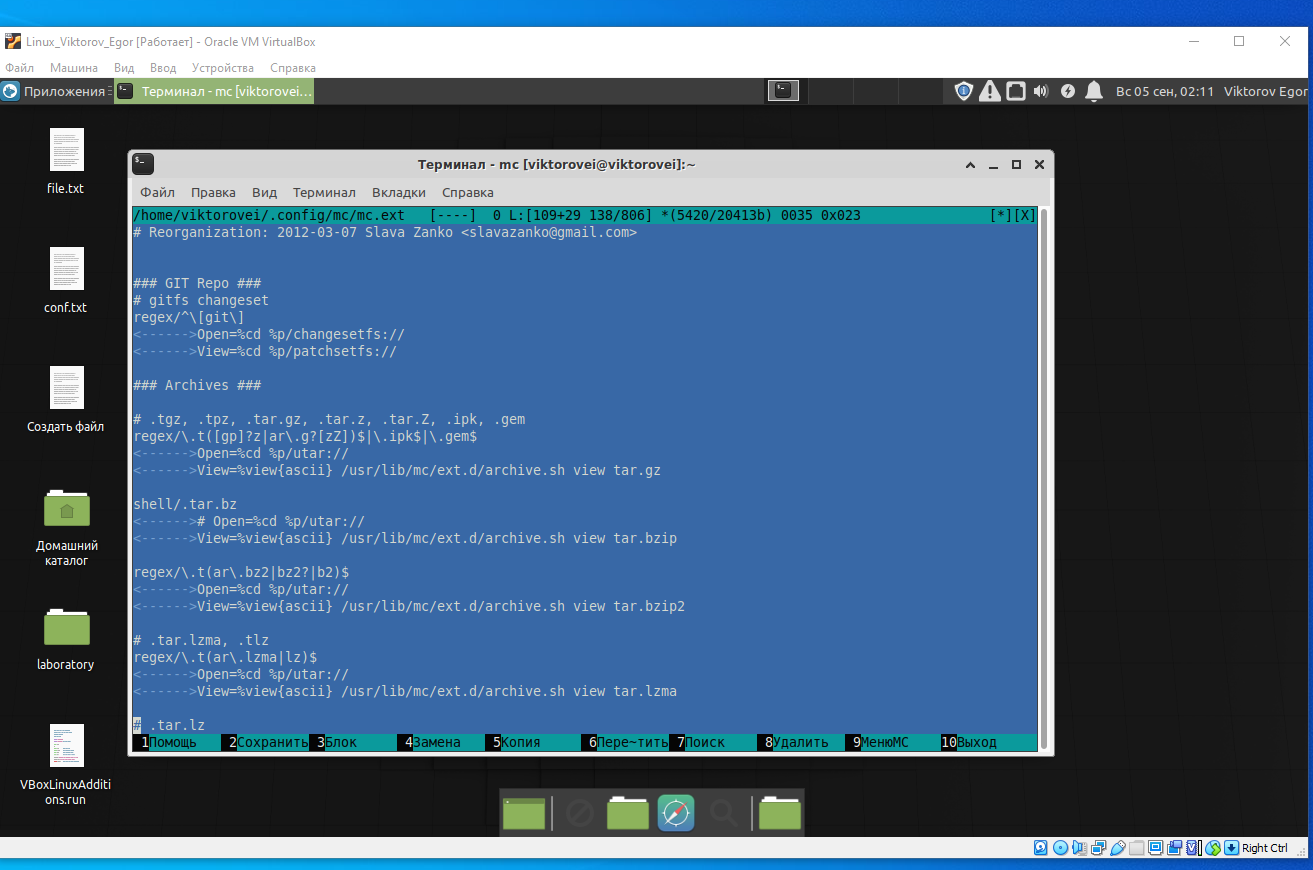 Linux_Viktorov_Egor [Работает] - Oracle VM VirtualBox
Файл Машина Вид Ввод Устройства Справка
Приложения Терминал - mc [viktorovei... Вс 05 сен, 02:11 Viktorov Egor
file.txt
conf.txt
Создать файл
Домашний
каталог
laboratory
VBoxLinuxAdditi
ons.run
Терминал - mc [viktorovei@viktorovei]:~
Файл Правка Вид Терминал Вкладки Справка
/home/viktorovei/.config/mc/mc.ext [----] 0 L:[109+29 138/806] *(5420/20413b) 0035 0x023 [*][X]
# Reorganization: 2012-03-07 Slava Zanko <slavazanko@gmail.com>
### GIT Repo ###
# gitfs changeset
regex/^\[git\]
<------>Open=%cd %p/changesetfs://
<------>View=%cd %p/patchsetfs://
### Archives ###
# .tgz, .tpz, .tar.gz, .tar.z, .tar.Z, .ipk, .gem
regex/\.t([gp]?z|ar\.g?[zZ])$|\.ipk$|\.gem$
<------>Open=%cd %p/utar://
<------>View=%view{ascii} /usr/lib/mc/ext.d/archive.sh view tar.gz
shell/.tar.bz
<------># Open=%cd %p/utar://
<------>View=%view{ascii} /usr/lib/mc/ext.d/archive.sh view tar.bzip
regex/\.t(ar\.bz2|bz2?|b2)$
<------>Open=%cd %p/utar://
<------>View=%view{ascii} /usr/lib/mc/ext.d/archive.sh view tar.bzip2
# .tar.lzma, .tlz
regex/\.t(ar\.lzma|lz)$
<------>Open=%cd %p/utar://
<------>View=%view{ascii} /usr/lib/mc/ext.d/archive.sh view tar.lzma
# .tar.lz
1Помощь 2Сохранить 3Блок 4Замена 5Копия 6Пере~тить 7Поиск 8Удалить 9МенюМС 10Выход
Right Ctrl